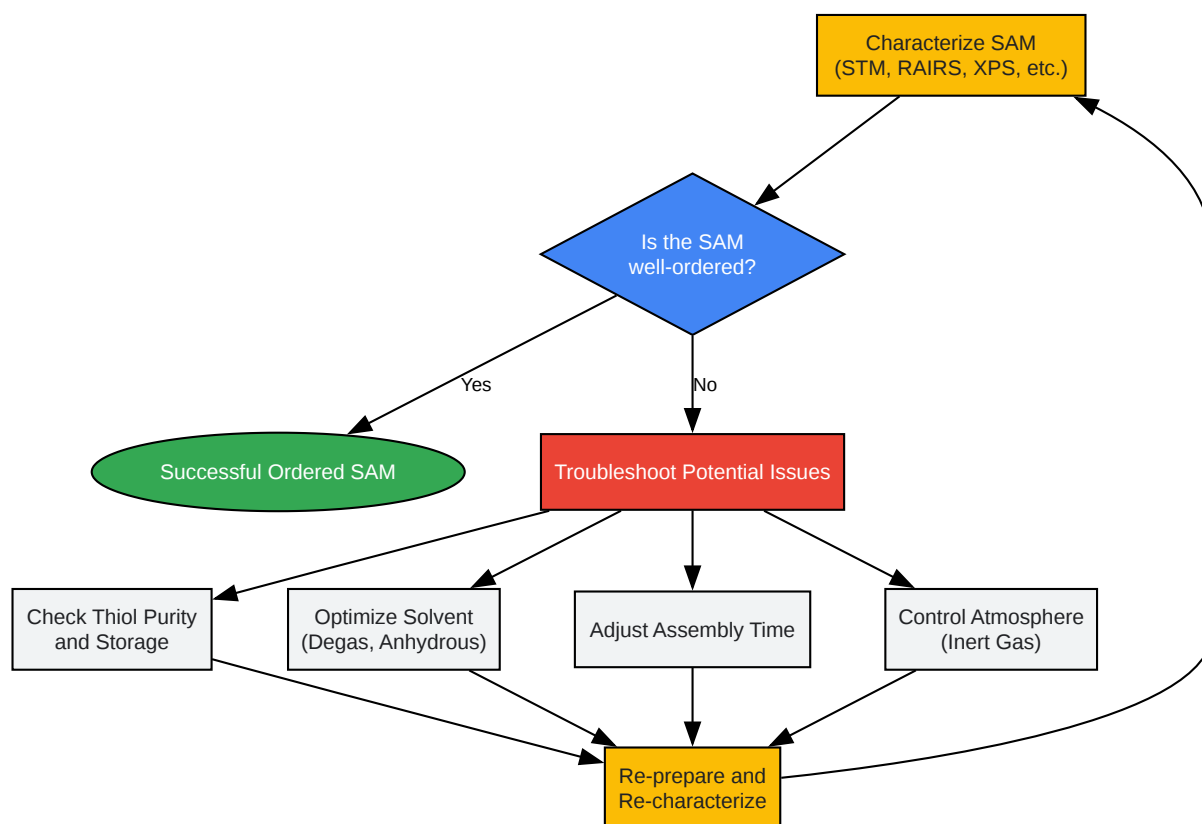 Characterize SAM
(STM, RAIRS, XPS, etc.)
Is the SAM
well-ordered?
Yes
No
Successful Ordered SAM
Troubleshoot Potential Issues
Check Thiol Purity
and Storage
Optimize Solvent
(Degas, Anhydrous)
Adjust Assembly Time
Control Atmosphere
(Inert Gas)
Re-prepare and
Re-characterize